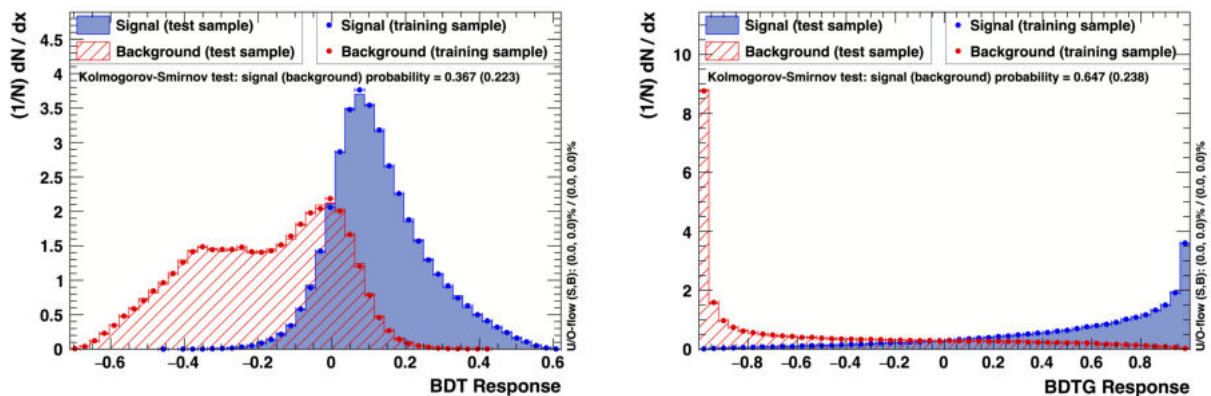 Signal (test sample)
Background (test sample)
Signal (training sample)
Background (training sample)
Kolmogorov-Smirnov test: signal (background) probability = 0.367 (0.223)
(1/N) dN / dx
4.5
4
3.5
3
2.5
2
1.5
1
0.5
0
−0.6
−0.4
−0.2
0
0.2
0.4
0.6
BDT Response
U/O-flow (S,B): (0.0, 0.0)% / (0.0, 0.0)%
Signal (test sample)
Background (test sample)
Signal (training sample)
Background (training sample)
Kolmogorov-Smirnov test: signal (background) probability = 0.647 (0.238)
(1/N) dN / dx
10
8
6
4
2
0
−0.8
−0.6
−0.4
−0.2
0
0.2
0.4
0.6
0.8
BDTG Response
U/O-flow (S,B): (0.0, 0.0)% / (0.0, 0.0)%